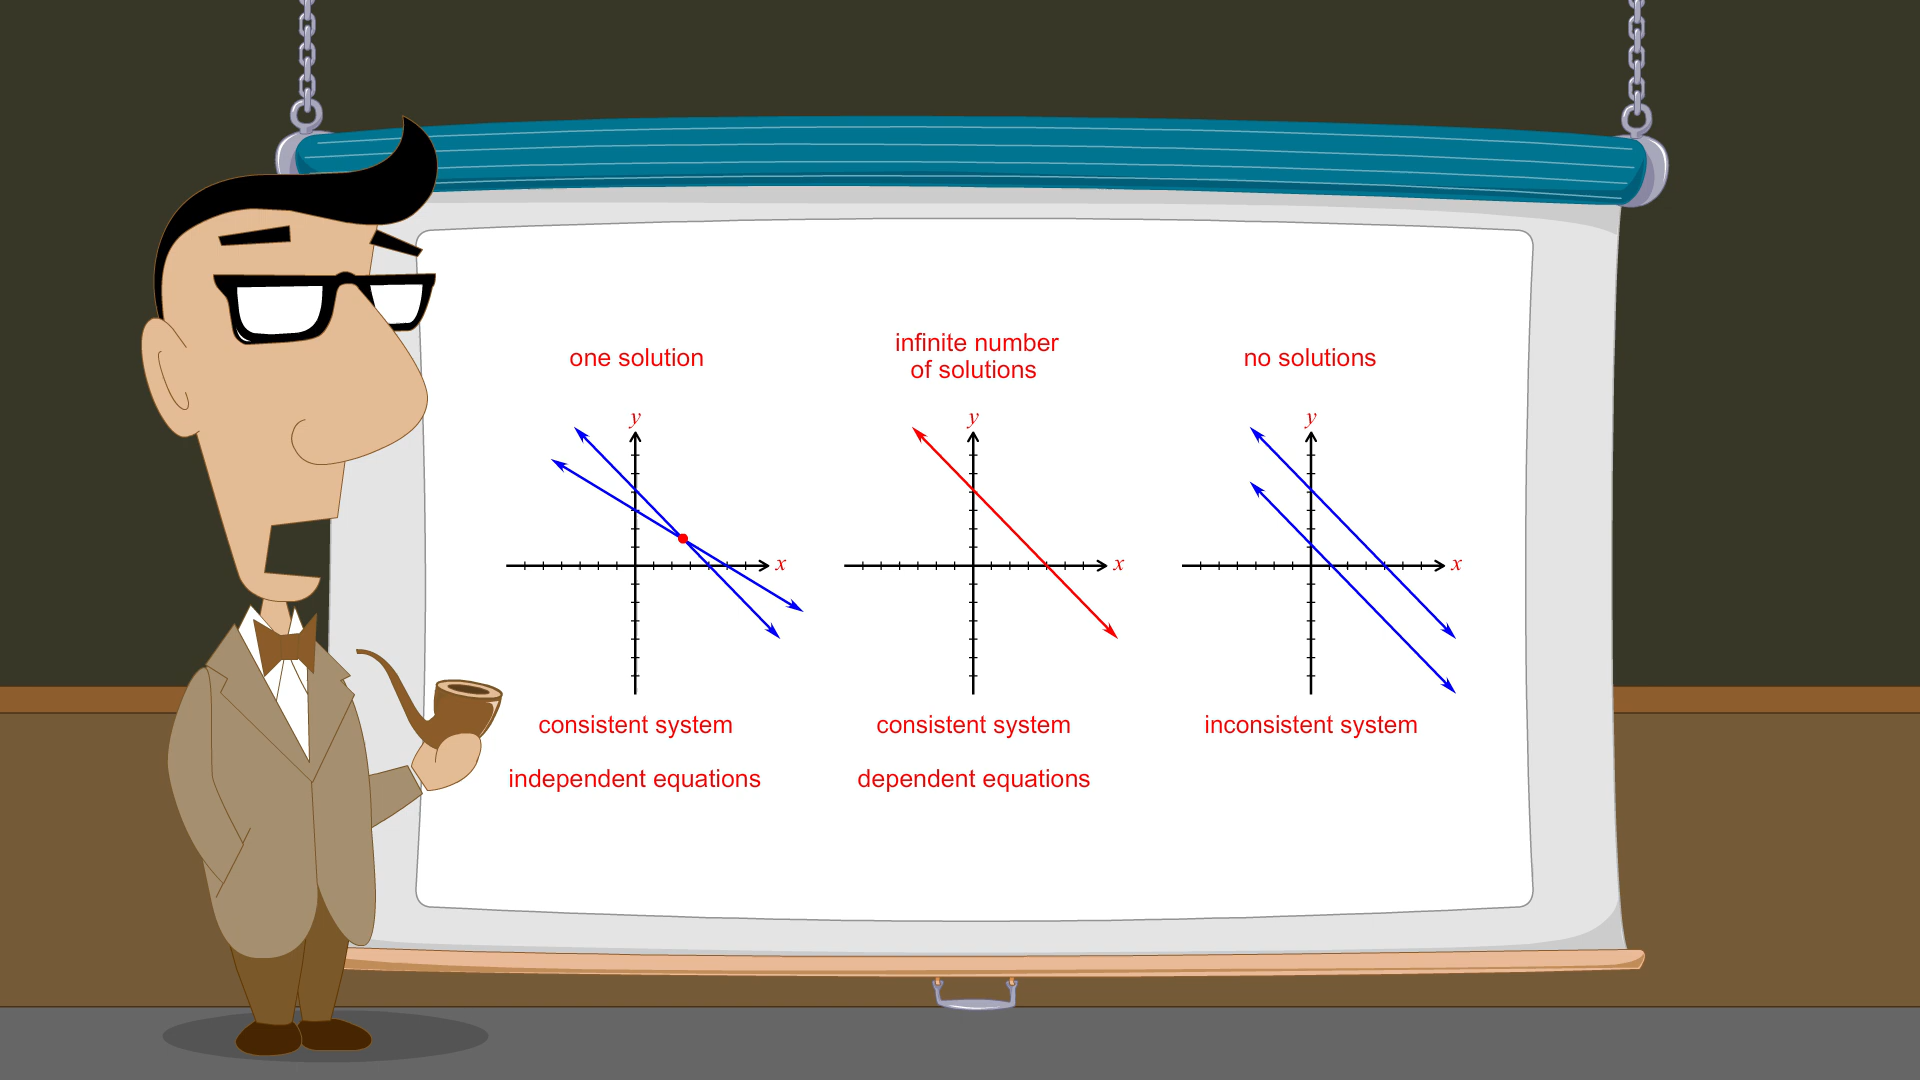 one solution
infinite number
of solutions
no solutions
y
y
y
x
x
x
consistent system
consistent system
inconsistent system
independent equations
dependent equations